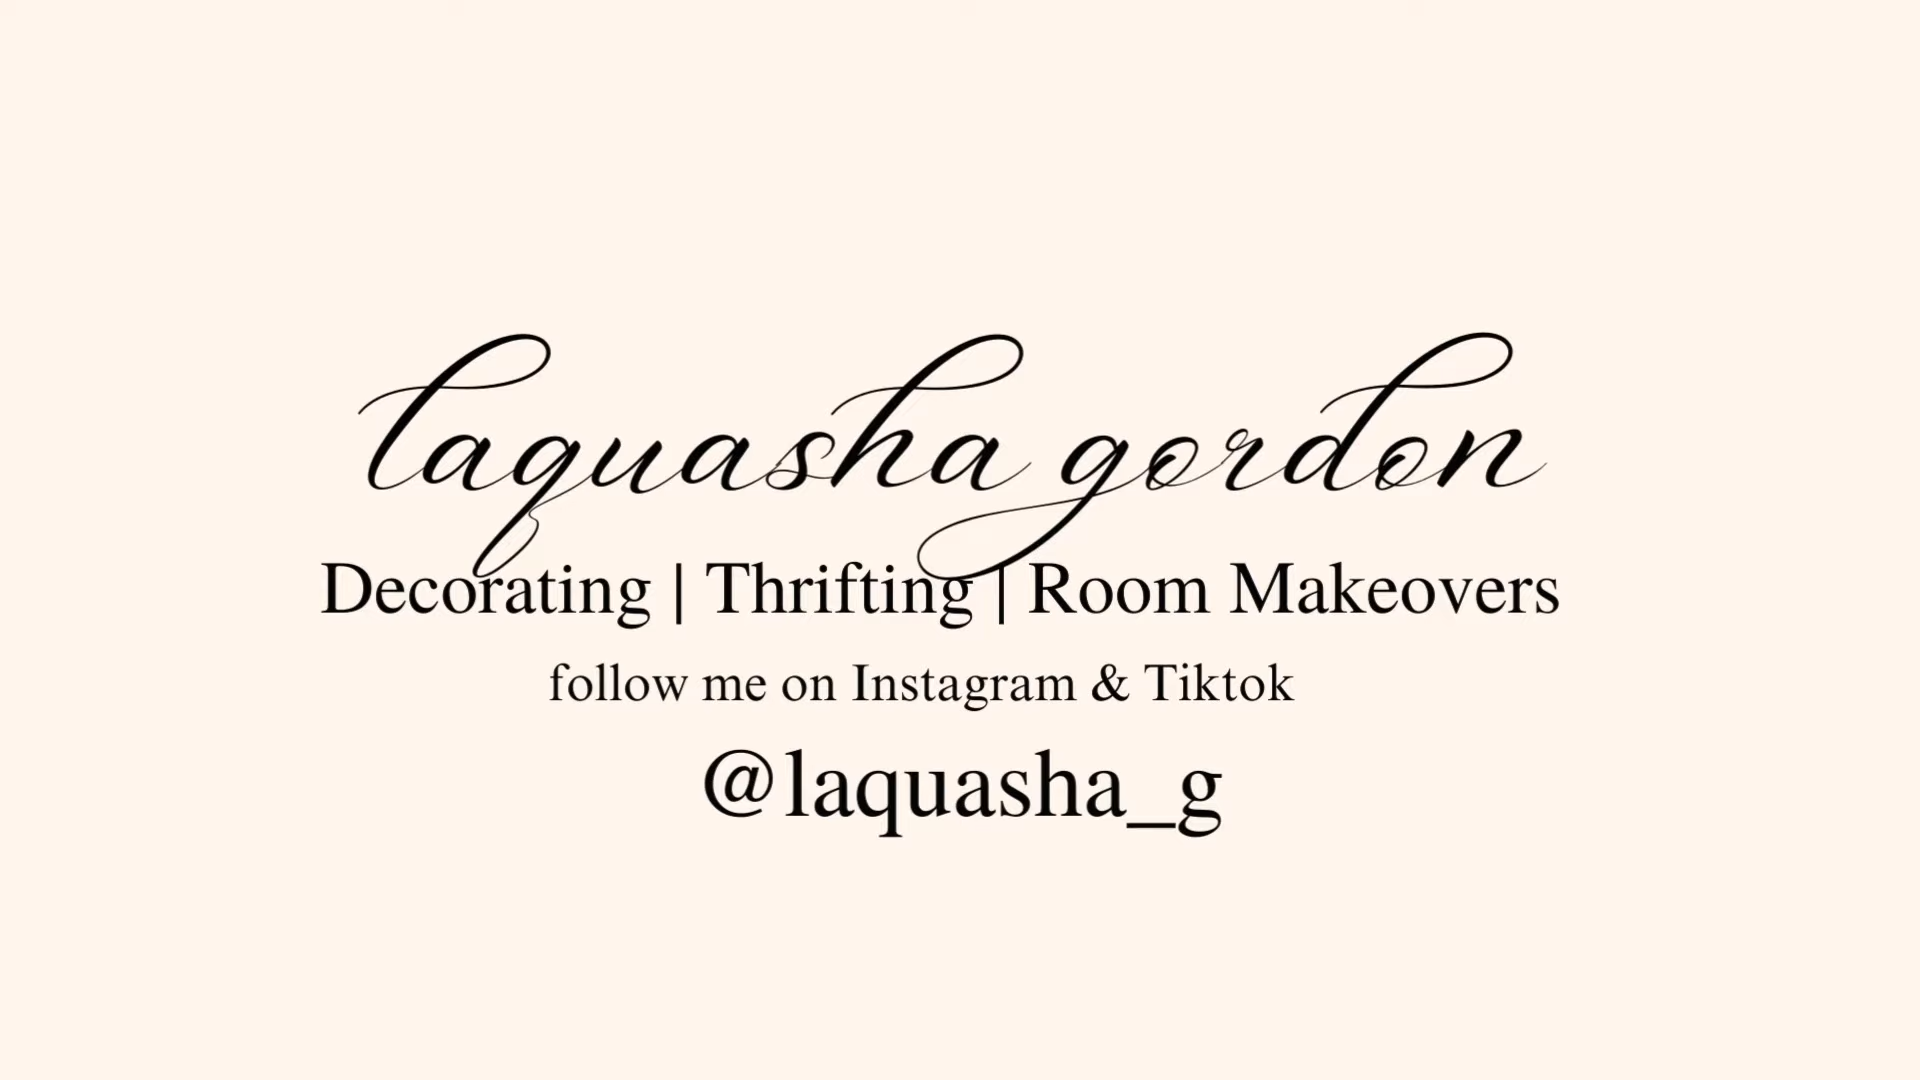 laquasha gordon
Decorating | Thrifting | Room Makeovers
follow me on Instagram & Tiktok
@laquasha_g